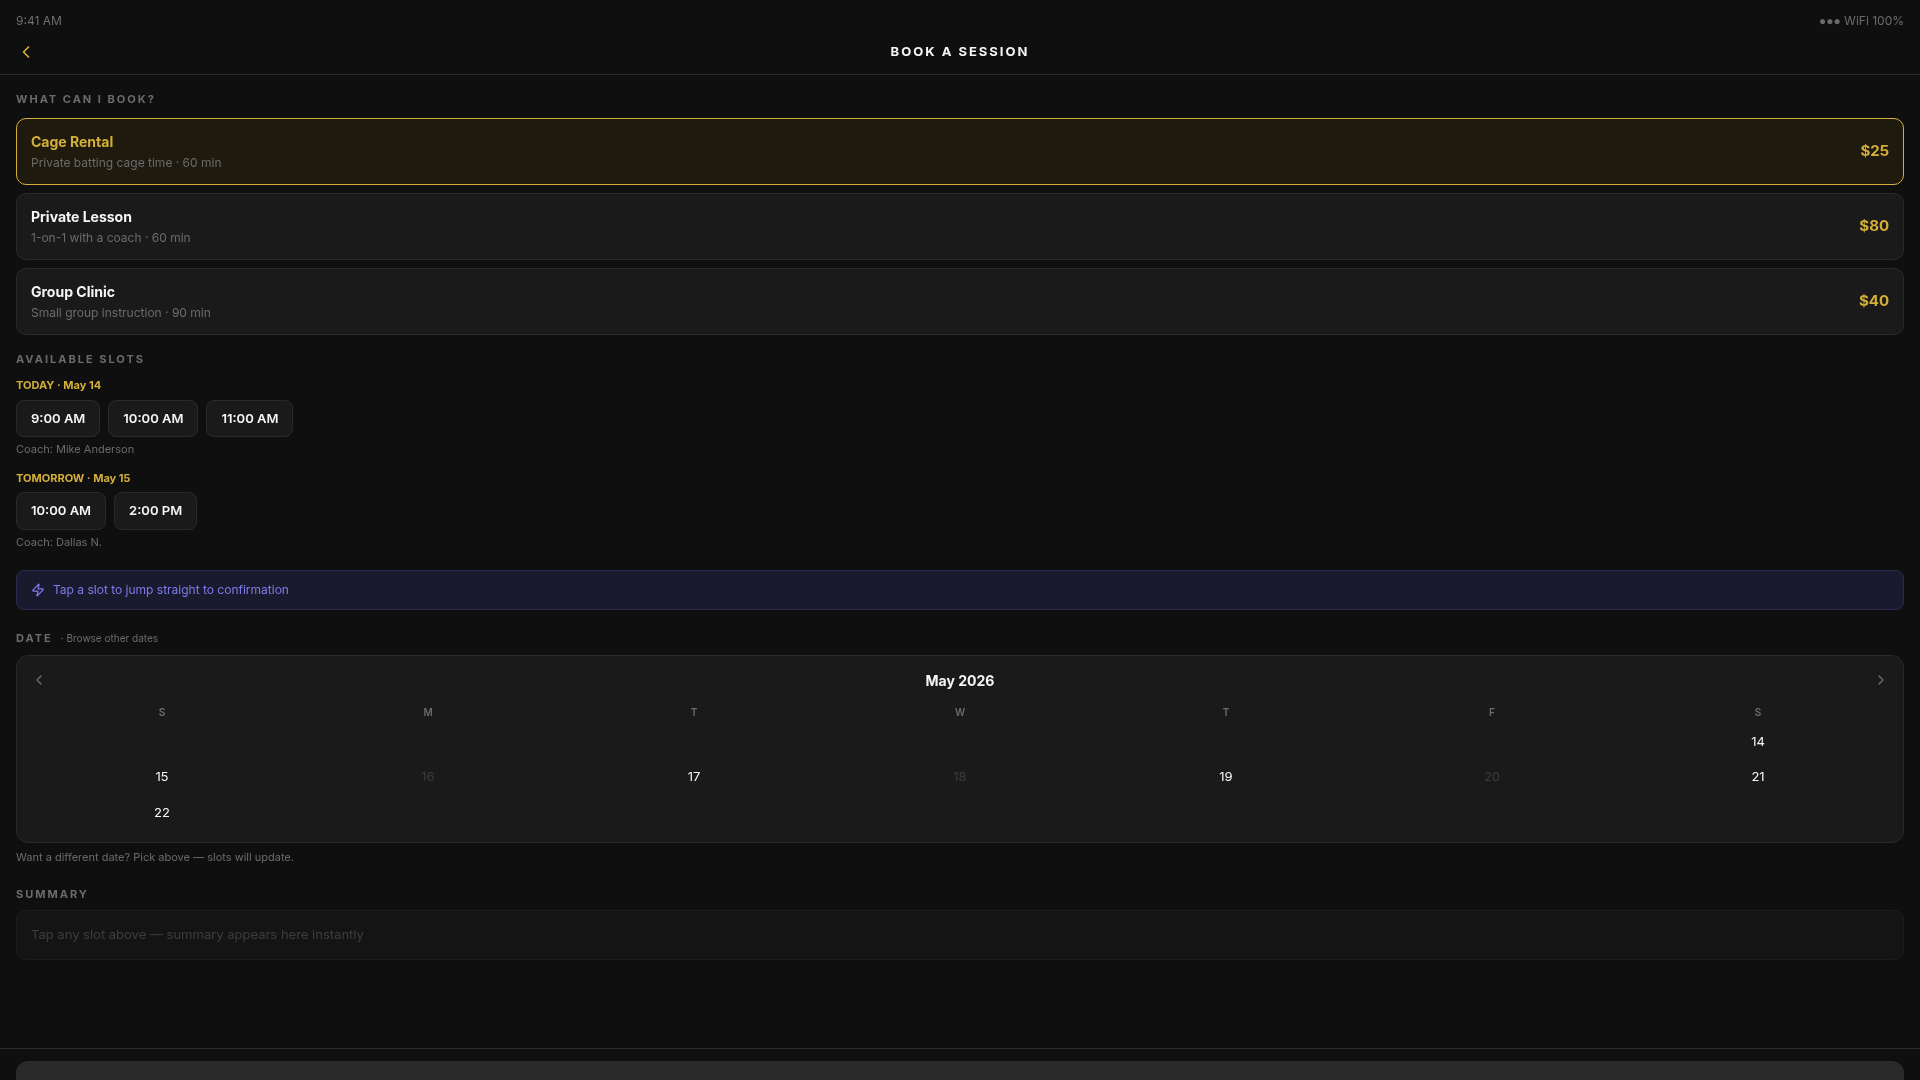 9:41 AM
●●● WiFi 100%
BOOK A SESSION
WHAT CAN I BOOK?
Cage Rental
Private batting cage time · 60 min
$25
Private Lesson
1-on-1 with a coach · 60 min
$80
Group Clinic
Small group instruction · 90 min
$40
AVAILABLE SLOTS
TODAY · May 14
9:00 AM 10:00 AM 11:00 AM
Coach: Mike Anderson
TOMORROW · May 15
10:00 AM 2:00 PM
Coach: Dallas N.
Tap a slot to jump straight to confirmation
DATE · Browse other dates
May 2026
S M T W T F S
14
15 16 17 18 19 20 21
22
Want a different date? Pick above — slots will update.
SUMMARY
Tap any slot above — summary appears here instantly